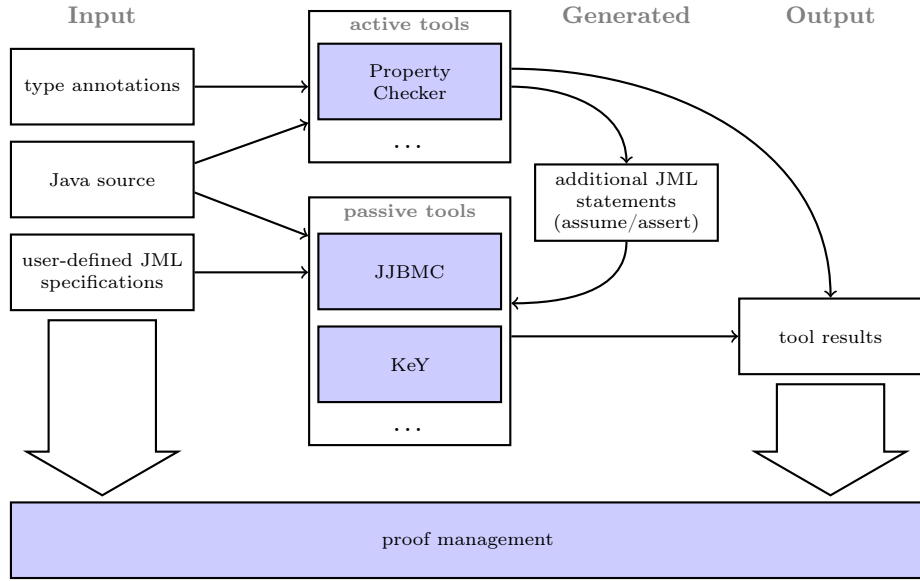 Input
Generated
Output
active tools
type annotations
Property
Checker
...
Java source
additional JML
statements
(assume/assert)
passive tools
user-defined JML
specifications
JJBMC
tool results
KeY
...
proof management